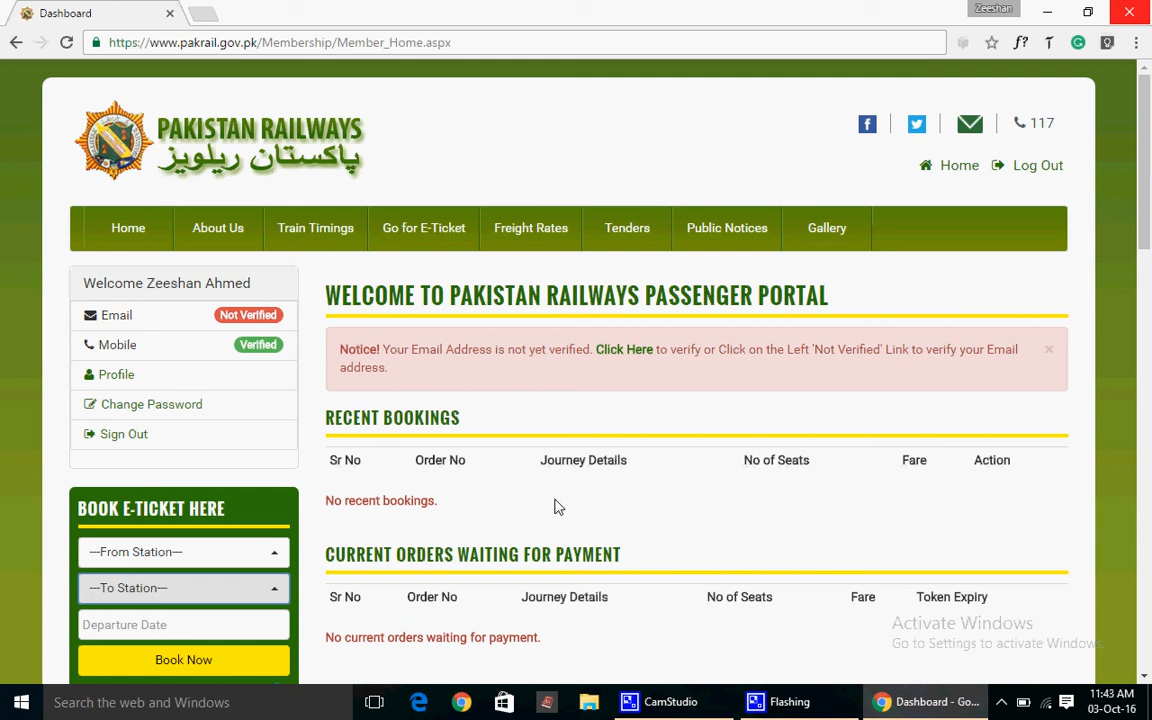 Dashboard
Zeeshan
https://www.pakrail.gov.pk/Membership/Member_Home.aspx
f?
PAKISTAN RAILWAYS
پاکستان ریلویز
117
Home
Log Out
Home
About Us
Train Timings
Go for E-Ticket
Freight Rates
Tenders
Public Notices
Gallery
Welcome Zeeshan Ahmed
Email
Not Verified
Mobile
Verified
Profile
Change Password
Sign Out
WELCOME TO PAKISTAN RAILWAYS PASSENGER PORTAL
Notice! Your Email Address is not yet verified. Click Here to verify or Click on the Left 'Not Verified' Link to verify your Email
address.
RECENT BOOKINGS
Sr No Order No Journey Details No of Seats Fare Action
No recent bookings.
BOOK E-TICKET HERE
---From Station---
---To Station---
Departure Date
Book Now
CURRENT ORDERS WAITING FOR PAYMENT
Sr No Order No Journey Details No of Seats Fare Token Expiry
No current orders waiting for payment.
Activate Windows
Go to Settings to activate Windows.
Search the web and Windows
CamStudio
Flashing
Dashboard - Go...
11:43 AM
03-Oct-16